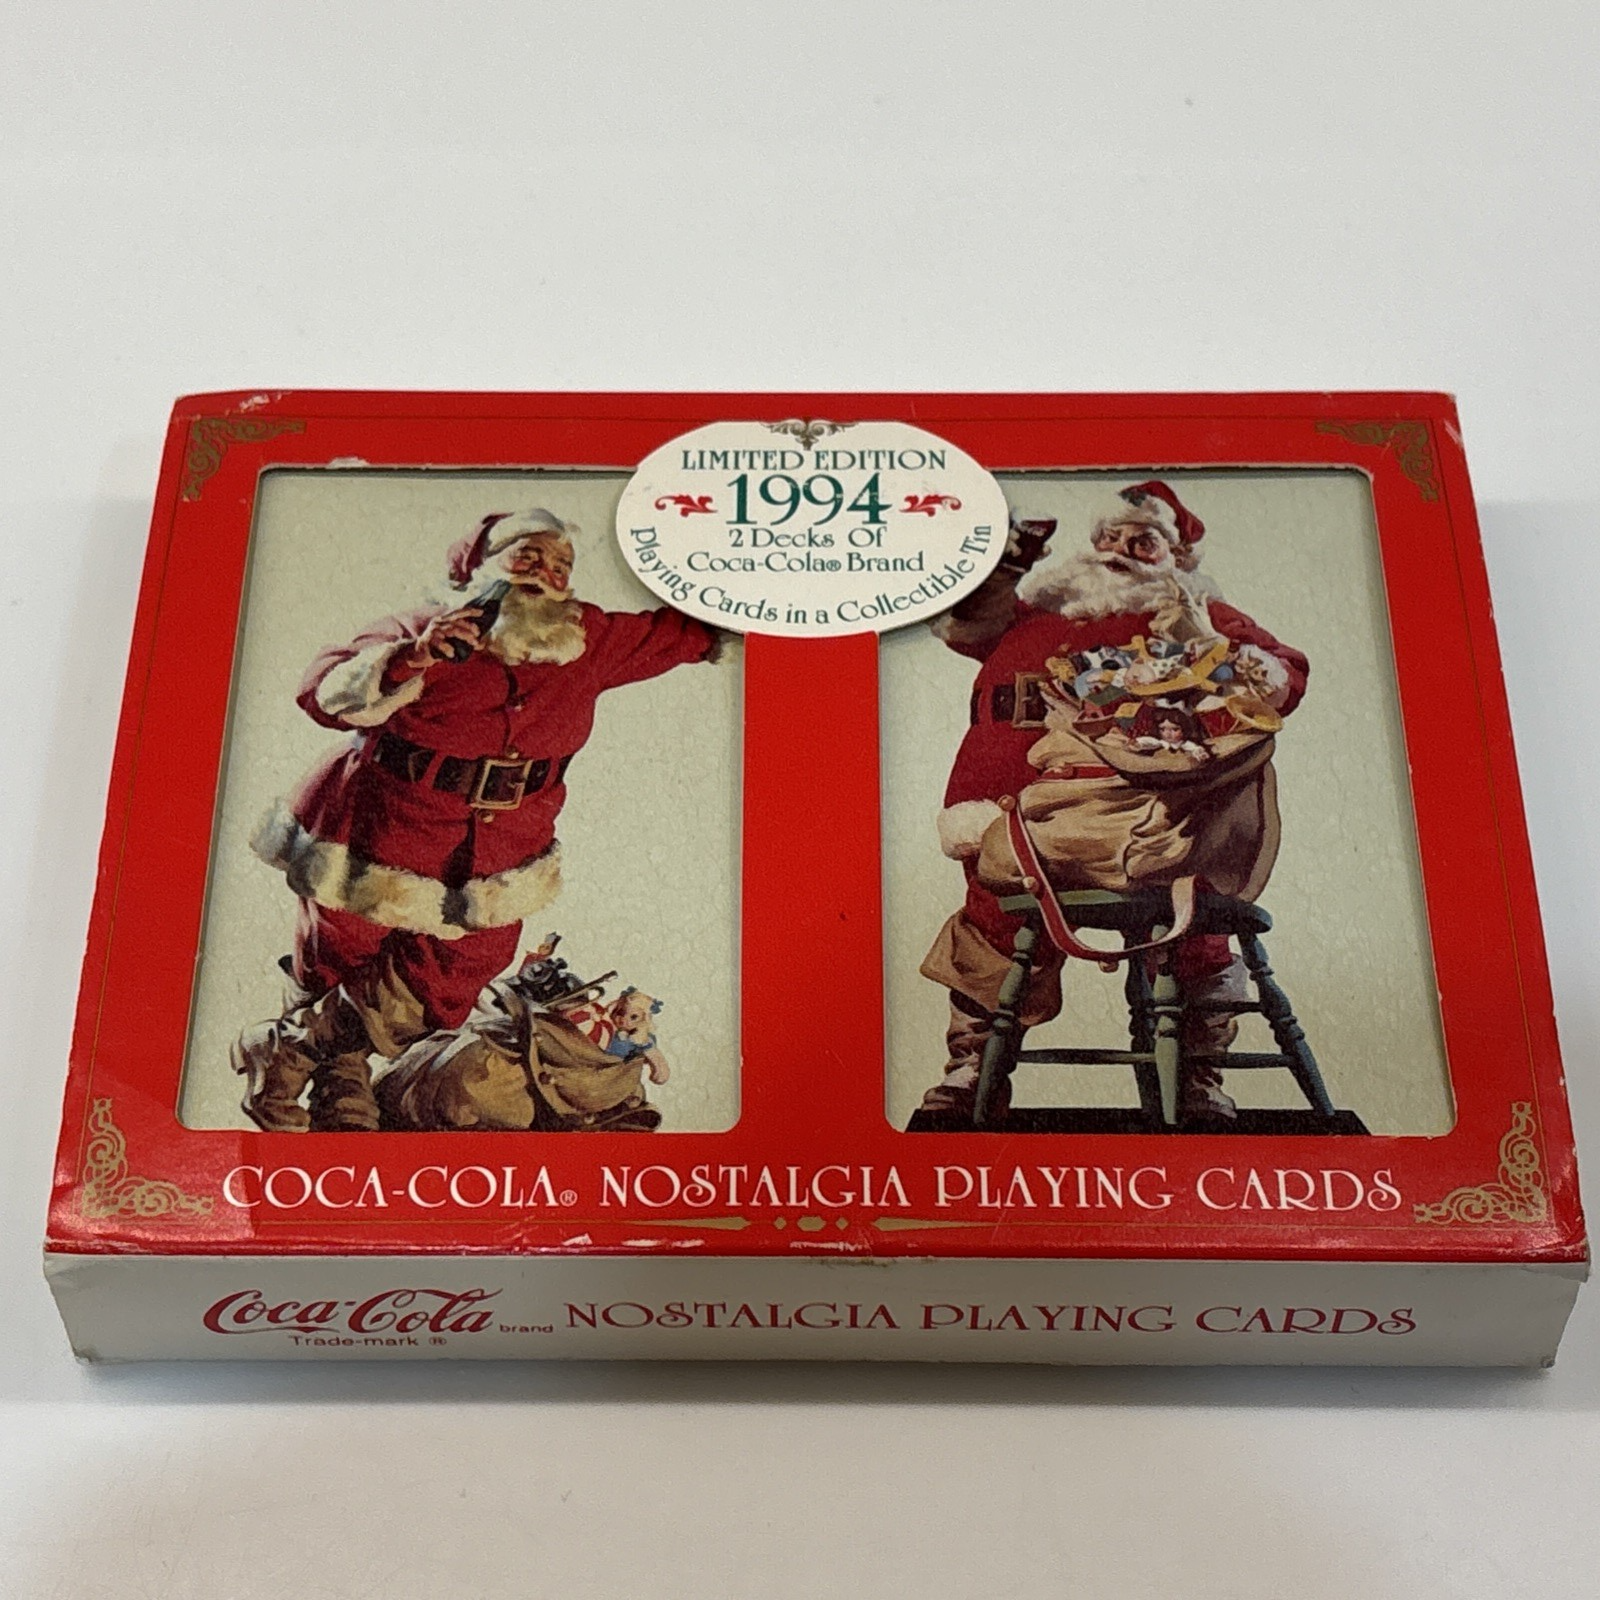 LIMITED EDITION
1994
2 Decks Of
Coca-Cola® Brand
Playing Cards in a Collectible Tin
COCA-COLA® NOSTALGIA PLAYING CARDS
Coca-Cola brand NOSTALGIA PLAYING CARDS
Trade-mark ®